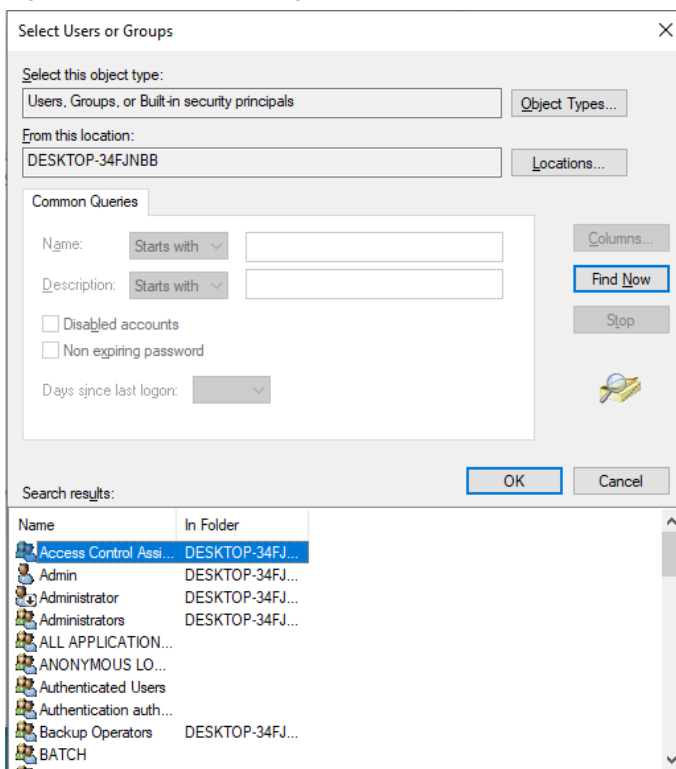 Select Users or Groups
Select this object type:
Users, Groups, or Built-in security principals
Object Types...
From this location:
DESKTOP-34FJNBB
Locations...
Common Queries
Name: Starts with
Columns...
Description: Starts with
Find Now
Disabled accounts
Stop
Non expiring password
Days since last logon:
OK Cancel
Search results:
Name In Folder
Access Control Assi... DESKTOP-34FJ...
Admin DESKTOP-34FJ...
Administrator DESKTOP-34FJ...
Administrators DESKTOP-34FJ...
ALL APPLICATION...
ANONYMOUS LO...
Authenticated Users
Authentication auth...
Backup Operators DESKTOP-34FJ...
BATCH